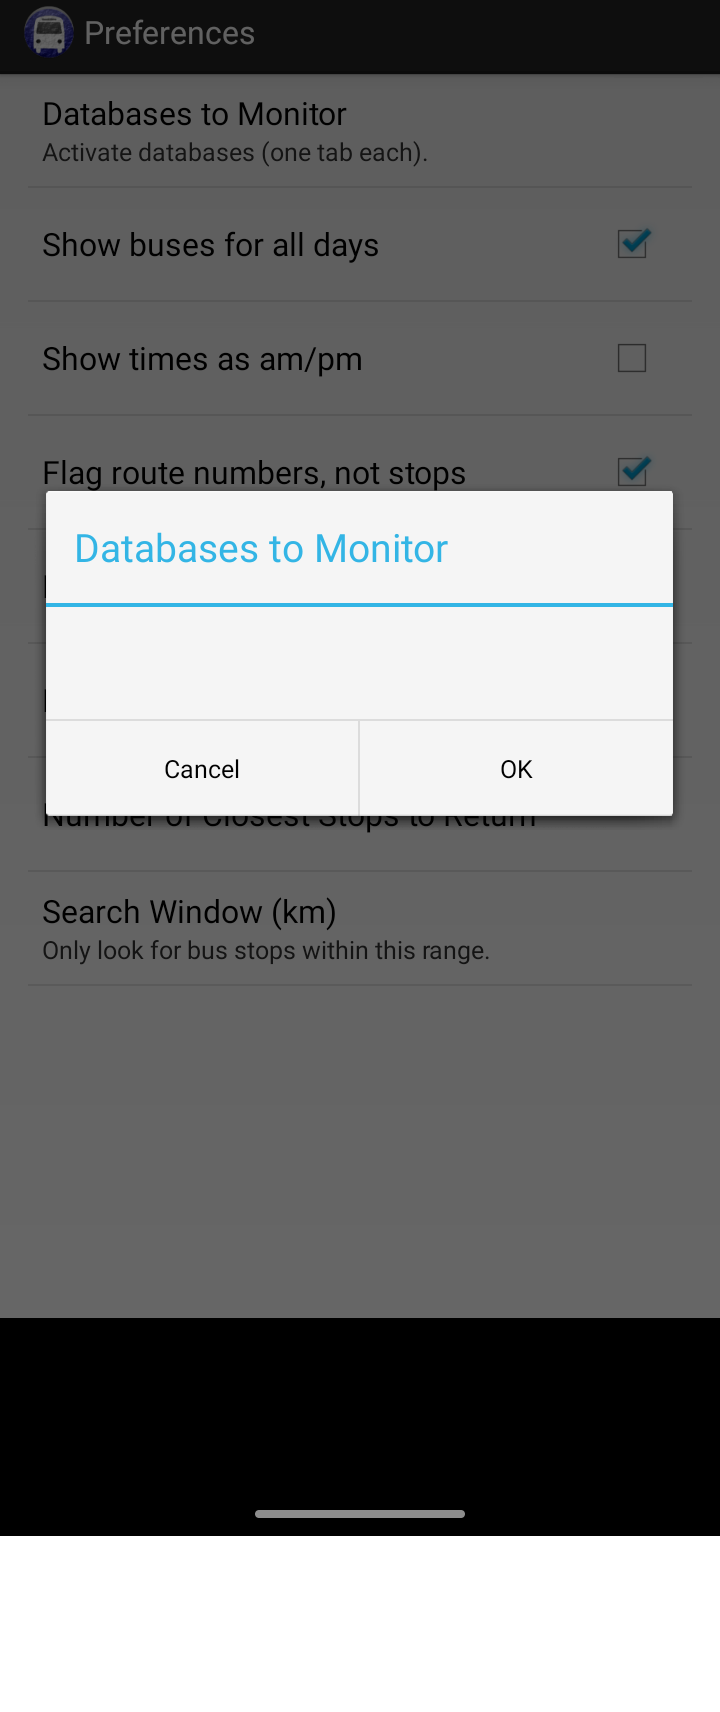 Preferences
Databases to Monitor
Activate databases (one tab each).
Show buses for all days
Show times as am/pm
Flag route numbers, not stops
Databases to Monitor
Cancel
OK
Number of Closest Stops to Return
Search Window (km)
Only look for bus stops within this range.